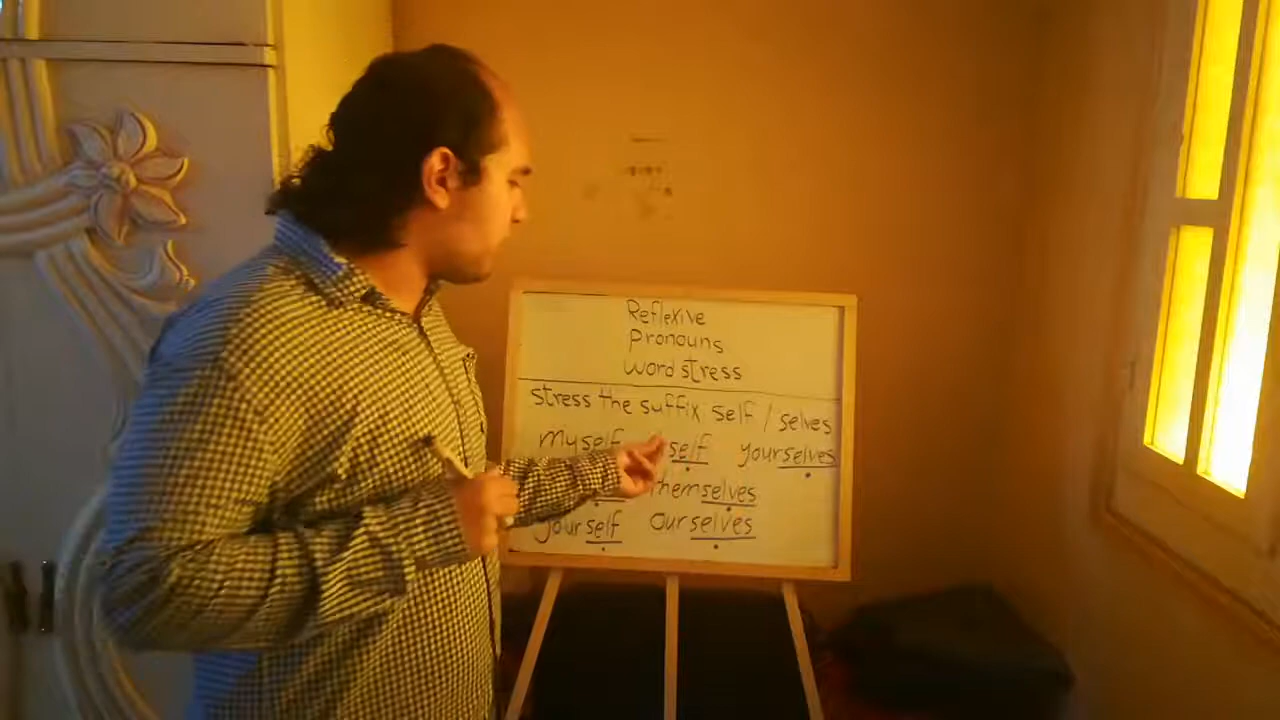 Reflexive
Pronouns
word stress
stress the suffix self / selves
myself self yourselves
themselves
yourself ourselves